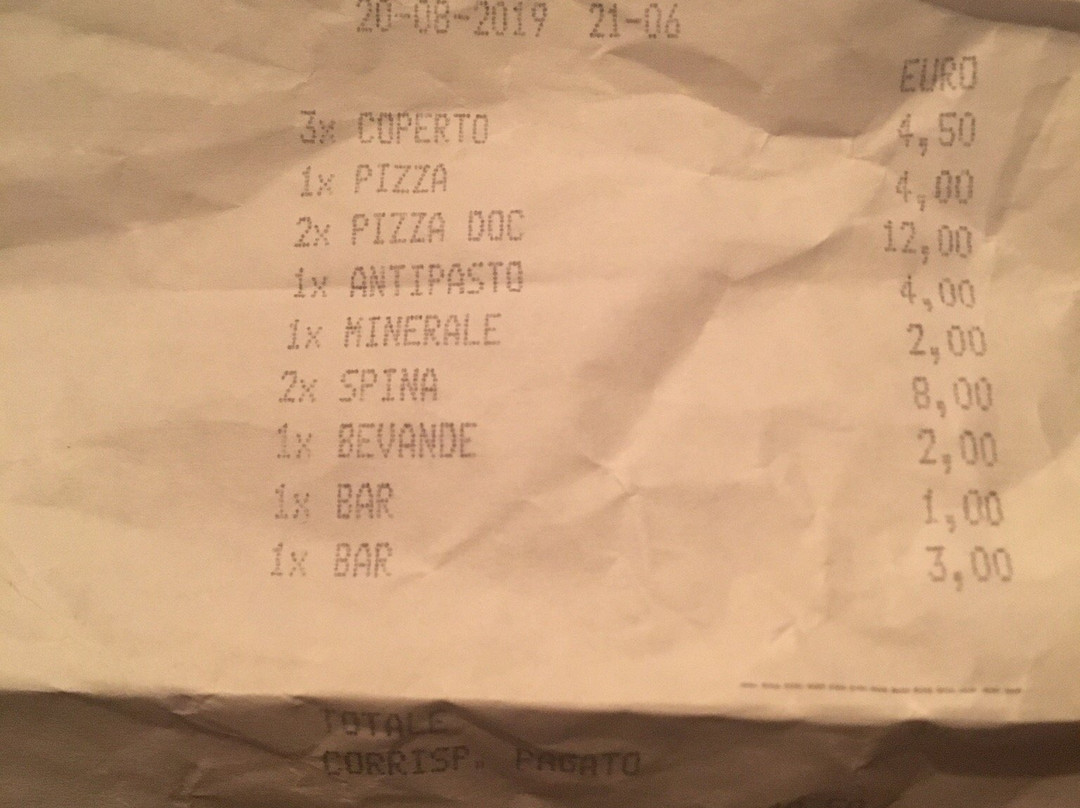 20-08-2019 21-06
EURO
3x COPERTO 4,50
1x PIZZA 4,00
2x PIZZA DOC 12,00
1x ANTIPASTO 4,00
1x MINERALE 2,00
2x SPINA 8,00
1x BEVANDE 2,00
1x BAR 1,00
1x BAR 3,00
TOTALE
CORRISP. PAGATO